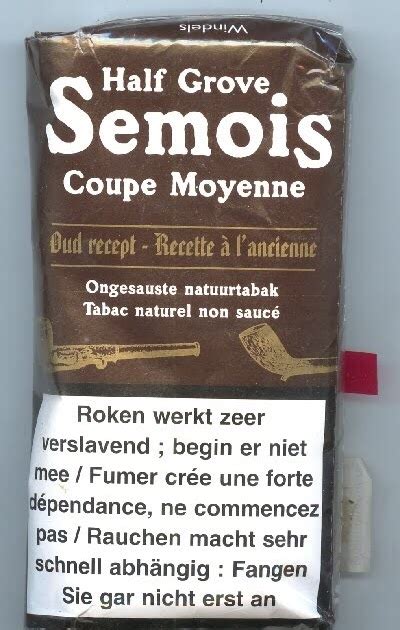 Windels
Half Grove
Semois
Coupe Moyenne
Oud recept - Recette à l'ancienne
Ongesauste natuurtabak
Tabac naturel non saucé
Roken werkt zeer
verslavend ; begin er niet
mee / Fumer crée une forte
dépendance, ne commencez
pas / Rauchen macht sehr
schnell abhängig : Fangen
Sie gar nicht erst an